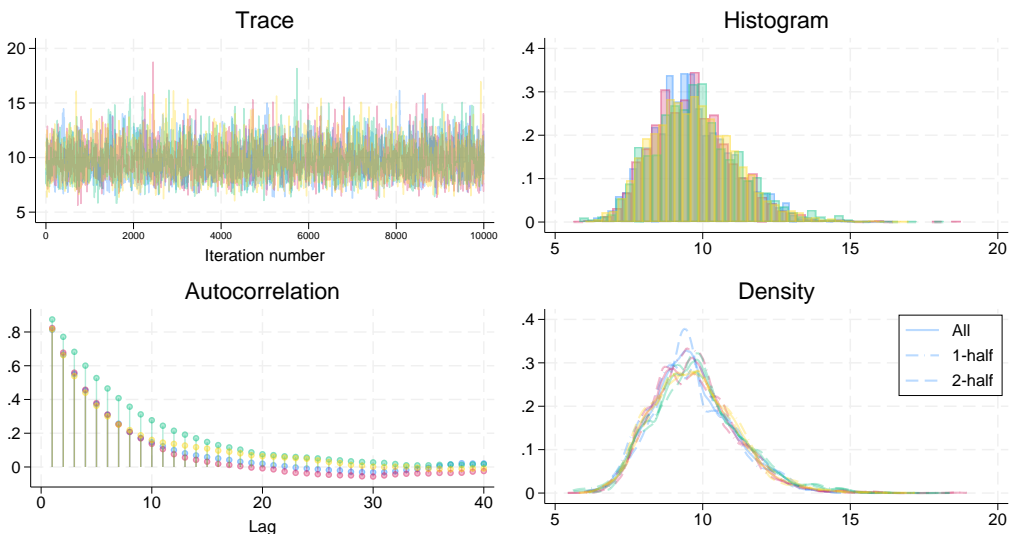 Trace
20
15
10
5
0 2000 4000 6000 8000 10000
Iteration number
Histogram
.4
.3
.2
.1
0
5 10 15 20
Autocorrelation
.8
.6
.4
.2
0
0 10 20 30 40
Lag
Density
.4
.3
.2
.1
0
5 10 15 20
All
1-half
2-half